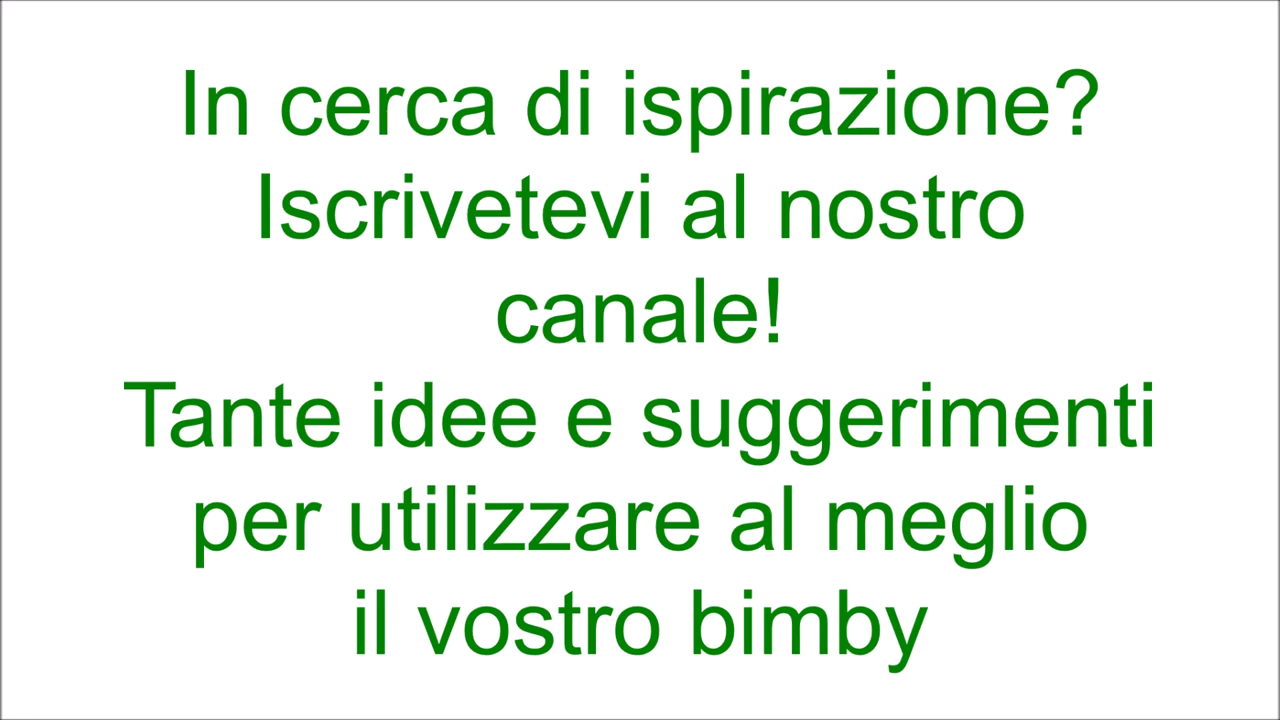 In cerca di ispirazione?
Iscrivetevi al nostro
canale!
Tante idee e suggerimenti
per utilizzare al meglio
il vostro bimby